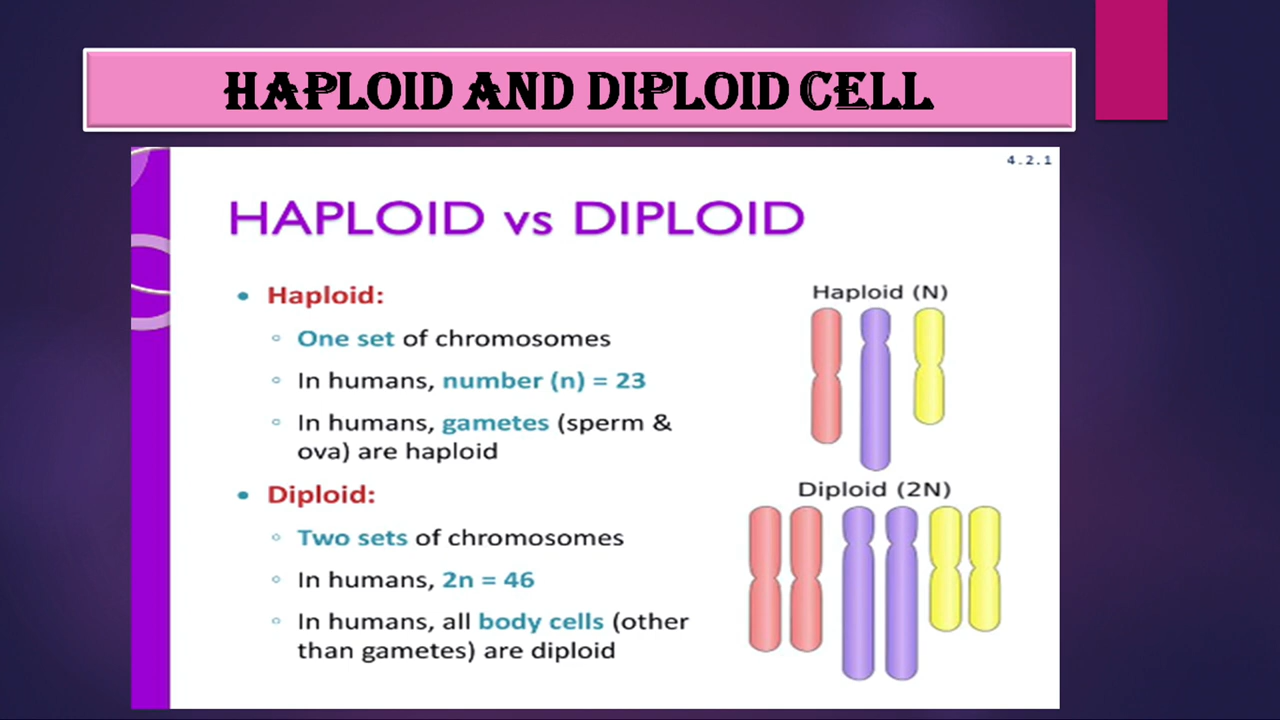 HAPLOID AND DIPLOID CELL
4.2.1
HAPLOID vs DIPLOID
• Haploid:
◦ One set of chromosomes
◦ In humans, number (n) = 23
◦ In humans, gametes (sperm &
ova) are haploid
• Diploid:
◦ Two sets of chromosomes
◦ In humans, 2n = 46
◦ In humans, all body cells (other
than gametes) are diploid
Haploid (N)
Diploid (2N)